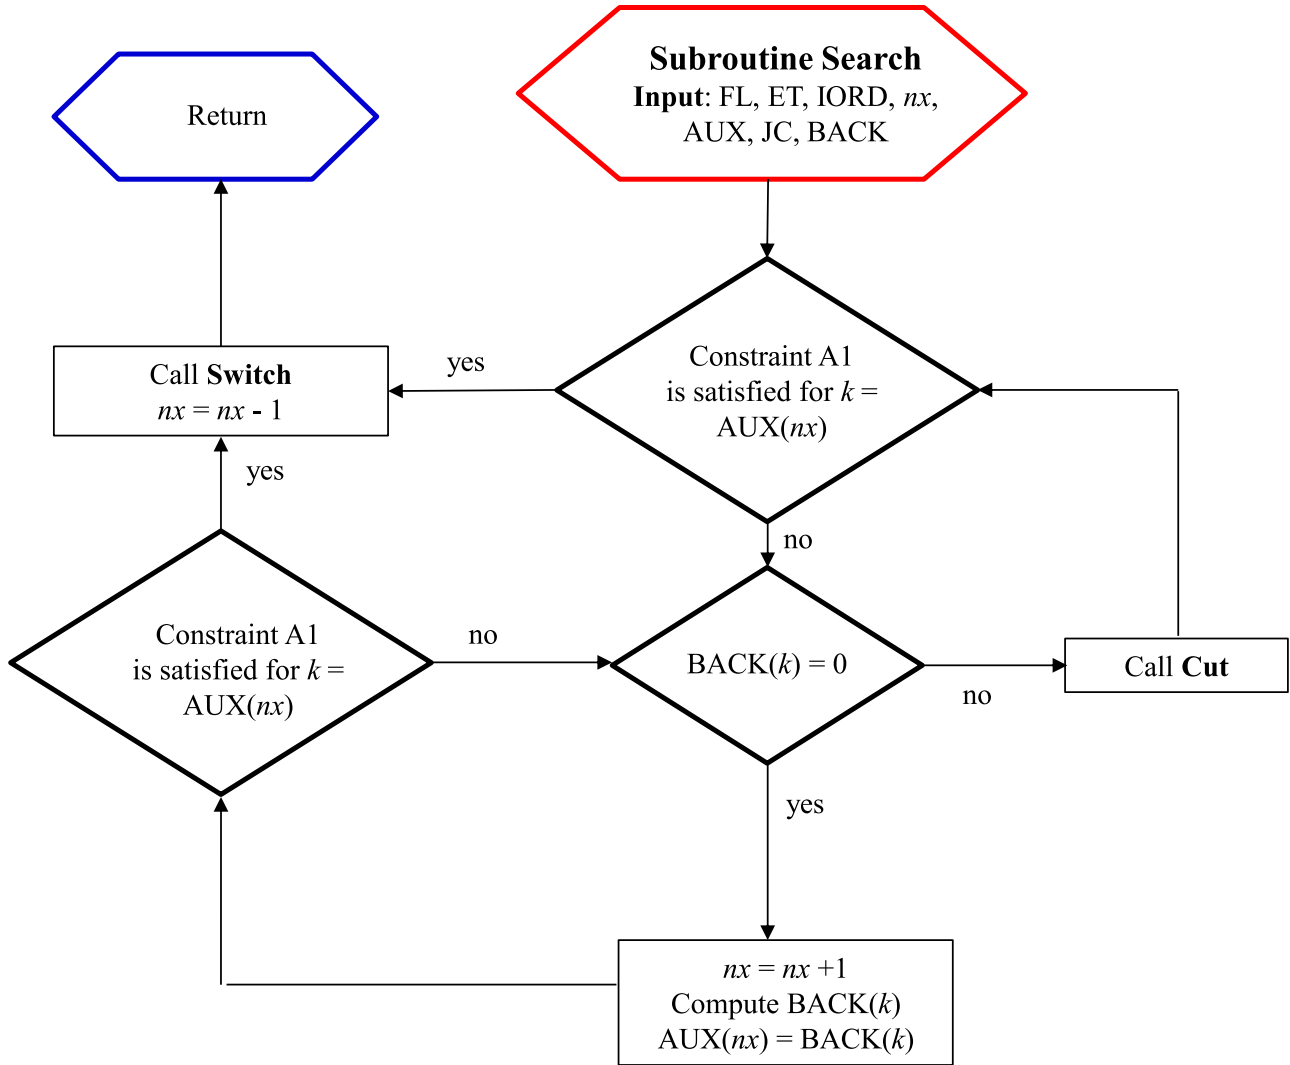 Subroutine Search
Input: FL, ET, IORD, nx,
AUX, JC, BACK
Return
Constraint A1
is satisfied for k =
AUX(nx)
yes
Call Switch
nx = nx - 1
yes
no
Constraint A1
is satisfied for k =
AUX(nx)
no
BACK(k) = 0
no
Call Cut
yes
nx = nx +1
Compute BACK(k)
AUX(nx) = BACK(k)